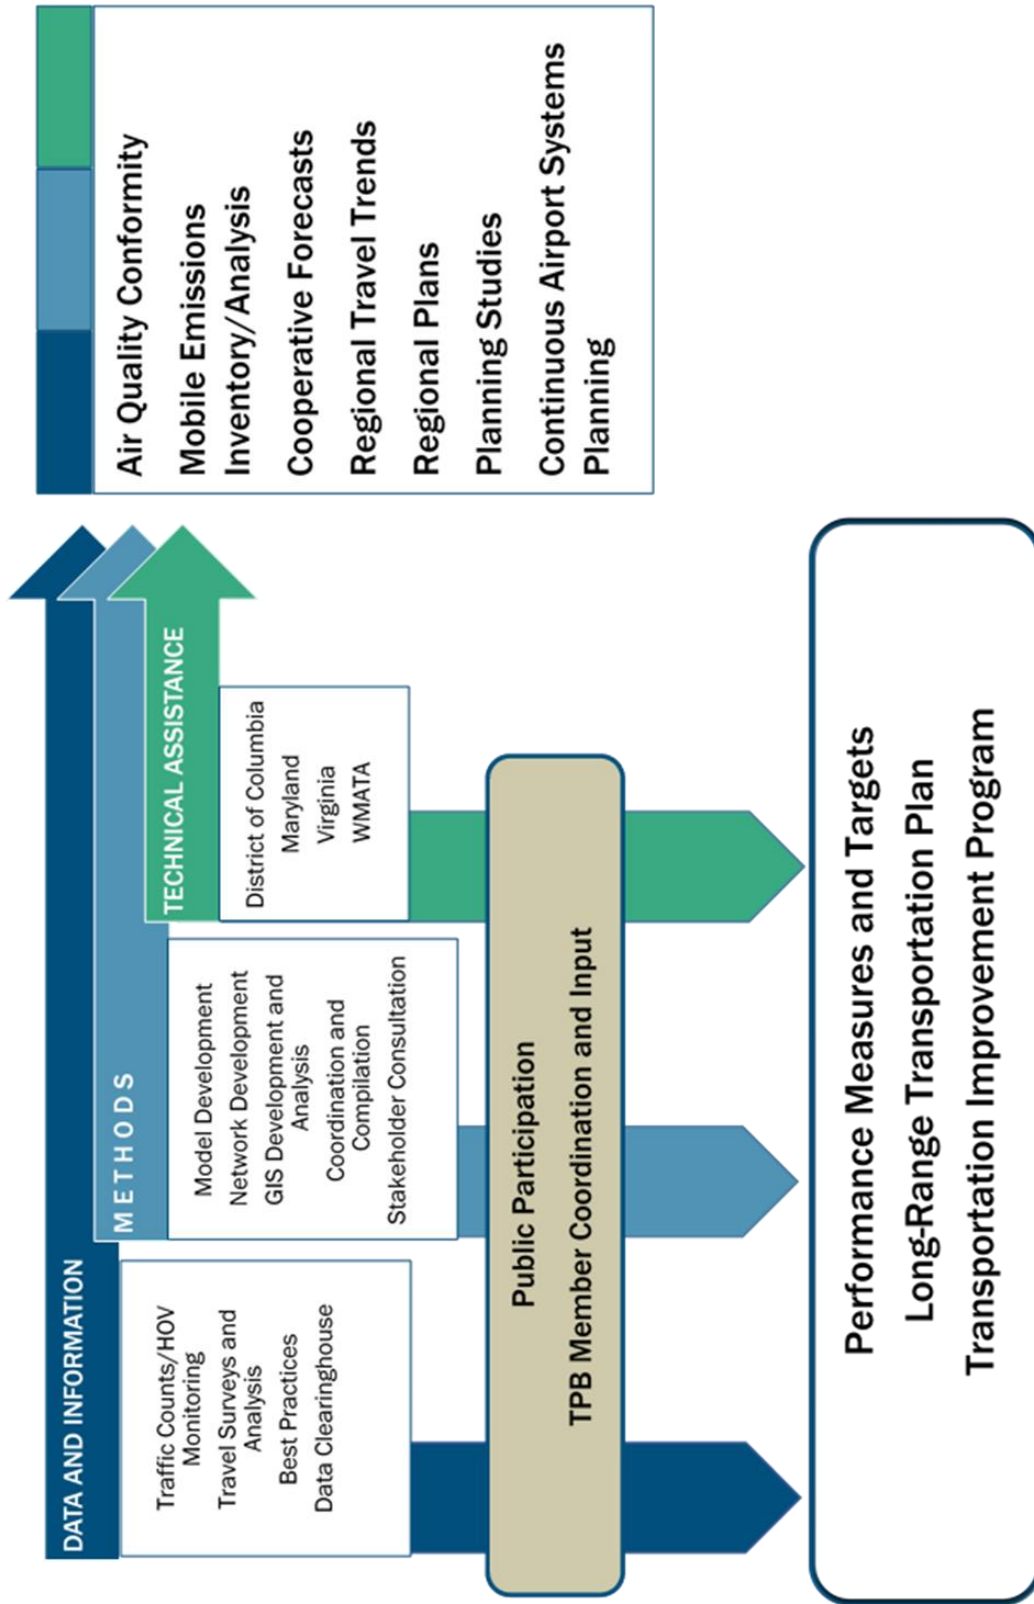 DATA AND INFORMATION
Traffic Counts/HOV
Monitoring
Travel Surveys and
Analysis
Best Practices
Data Clearinghouse
METHODS
Model Development
Network Development
GIS Development and
Analysis
Coordination and
Compilation
Stakeholder Consultation
TECHNICAL ASSISTANCE
District of Columbia
Maryland
Virginia
WMATA
Air Quality Conformity
Mobile Emissions
Inventory/Analysis
Cooperative Forecasts
Regional Travel Trends
Regional Plans
Planning Studies
Continuous Airport Systems
Planning
Public Participation
TPB Member Coordination and Input
Performance Measures and Targets
Long-Range Transportation Plan
Transportation Improvement Program